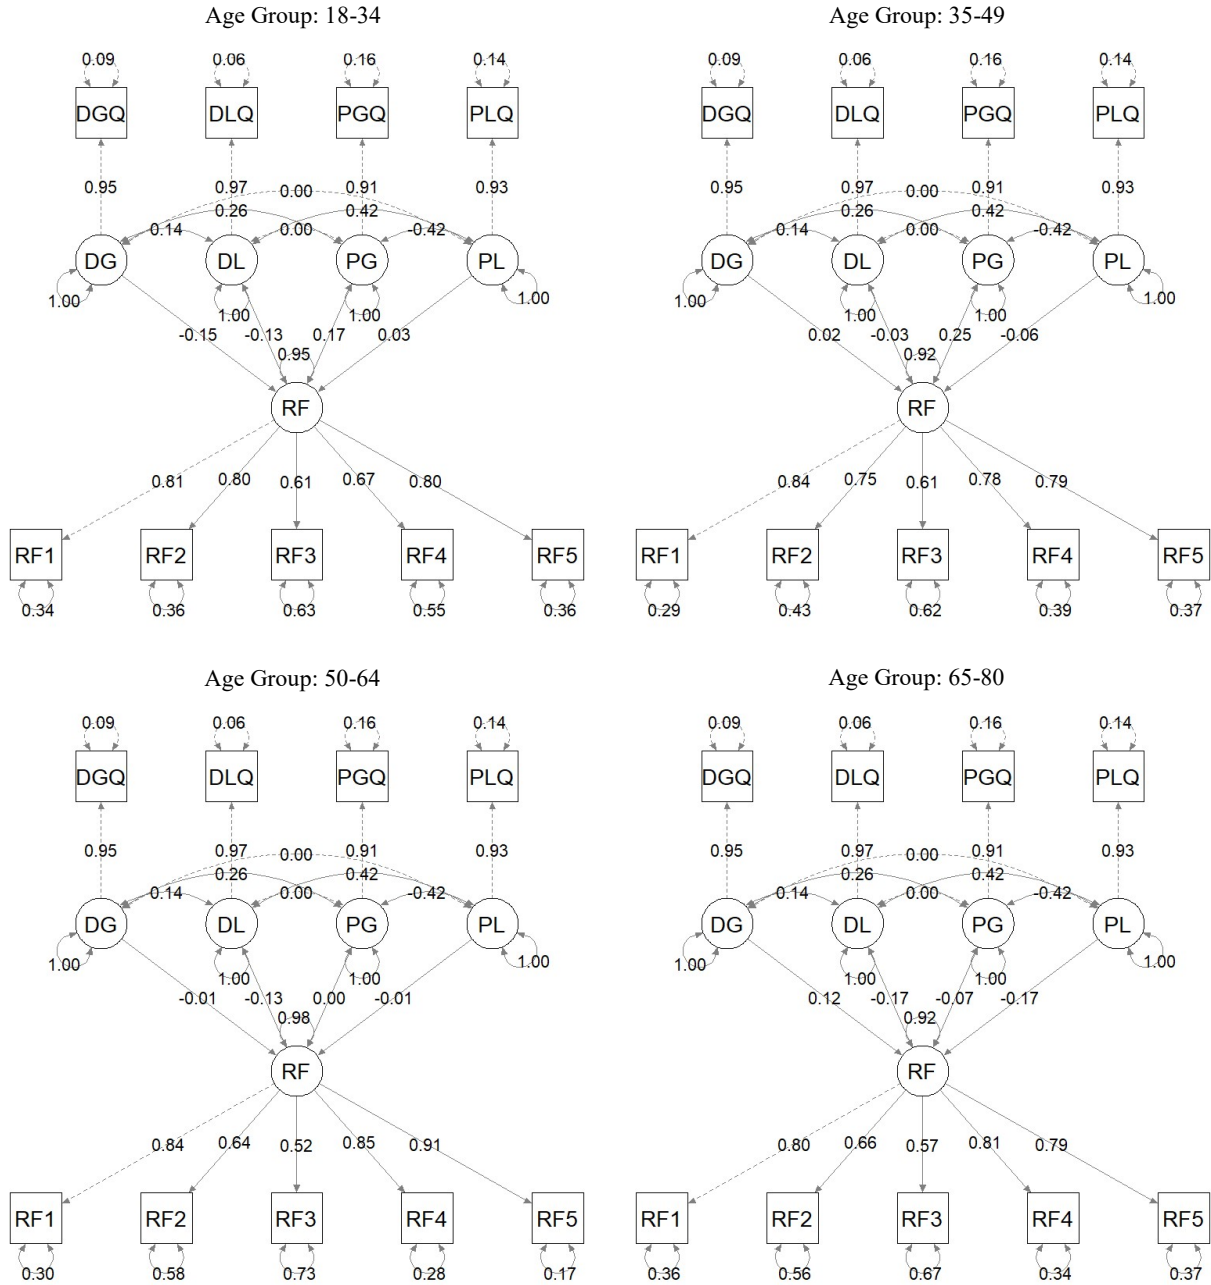 Age Group: 18-34
0.09 0.06 0.16 0.14
DGQ DLQ PGQ PLQ
0.95 0.97 0.00 0.91 0.93
0.26 0.42
0.14 0.00 -0.42
DG DL PG PL
1.00 1.00 1.00 1.00
-0.15 -0.13 0.17 0.03
0.95
RF
0.81 0.80 0.61 0.67 0.80
RF1 RF2 RF3 RF4 RF5
0.34 0.36 0.63 0.55 0.36
Age Group: 35-49
0.09 0.06 0.16 0.14
DGQ DLQ PGQ PLQ
0.95 0.97 0.00 0.91 0.93
0.26 0.42
0.14 0.00 -0.42
DG DL PG PL
1.00 1.00 1.00 1.00
0.02 -0.03 0.25 -0.06
0.92
RF
0.84 0.75 0.61 0.78 0.79
RF1 RF2 RF3 RF4 RF5
0.29 0.43 0.62 0.39 0.37
Age Group: 50-64
0.09 0.06 0.16 0.14
DGQ DLQ PGQ PLQ
0.95 0.97 0.00 0.91 0.93
0.26 0.42
0.14 0.00 -0.42
DG DL PG PL
1.00 1.00 1.00 1.00
-0.01 -0.13 0.00 -0.01
0.98
RF
0.84 0.64 0.52 0.85 0.91
RF1 RF2 RF3 RF4 RF5
0.30 0.58 0.73 0.28 0.17
Age Group: 65-80
0.09 0.06 0.16 0.14
DGQ DLQ PGQ PLQ
0.95 0.97 0.00 0.91 0.93
0.26 0.42
0.14 0.00 -0.42
DG DL PG PL
1.00 1.00 1.00 1.00
0.12 -0.17 -0.07 -0.17
0.92
RF
0.80 0.66 0.57 0.81 0.79
RF1 RF2 RF3 RF4 RF5
0.36 0.56 0.67 0.34 0.37